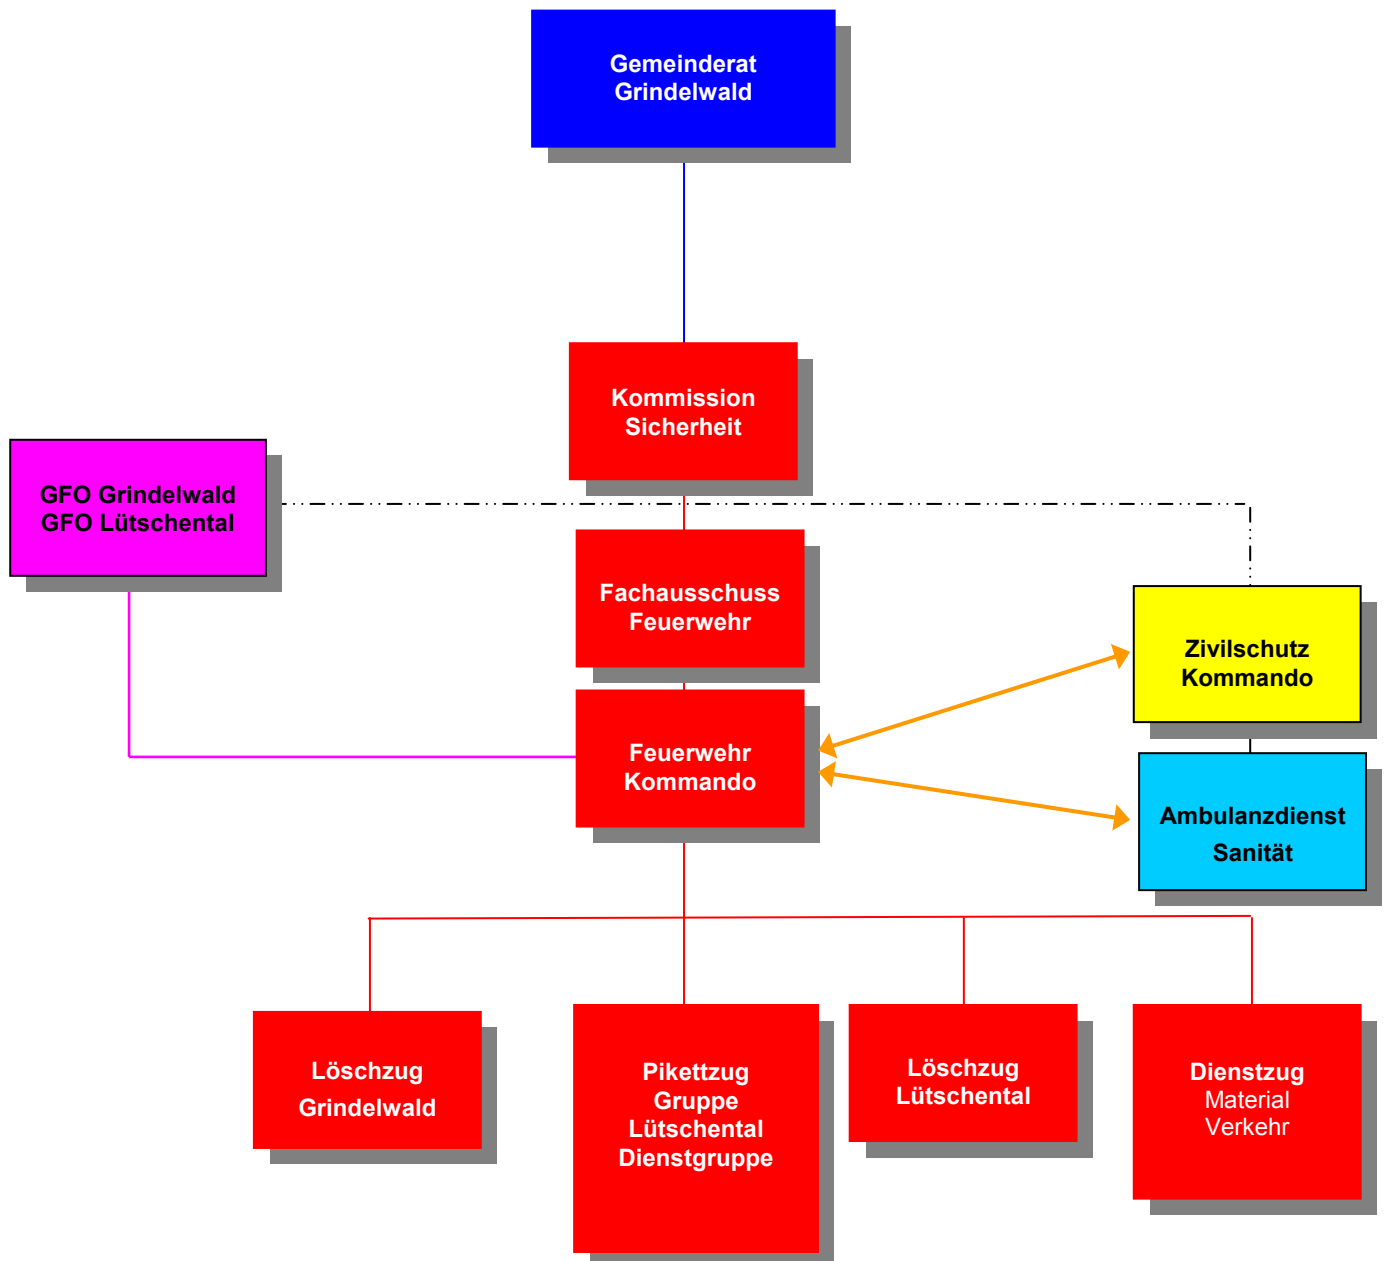 Gemeinderat
Grindelwald
Kommission
Sicherheit
GFO Grindelwald
GFO Lütschental
Fachausschuss
Feuerwehr
Zivilschutz
Kommando
Feuerwehr
Kommando
Ambulanzdienst
Sanität
Löschzug
Grindelwald
Pikettzug
Gruppe
Lütschental
Dienstgruppe
Löschzug
Lütschental
Dienstzug
Material
Verkehr